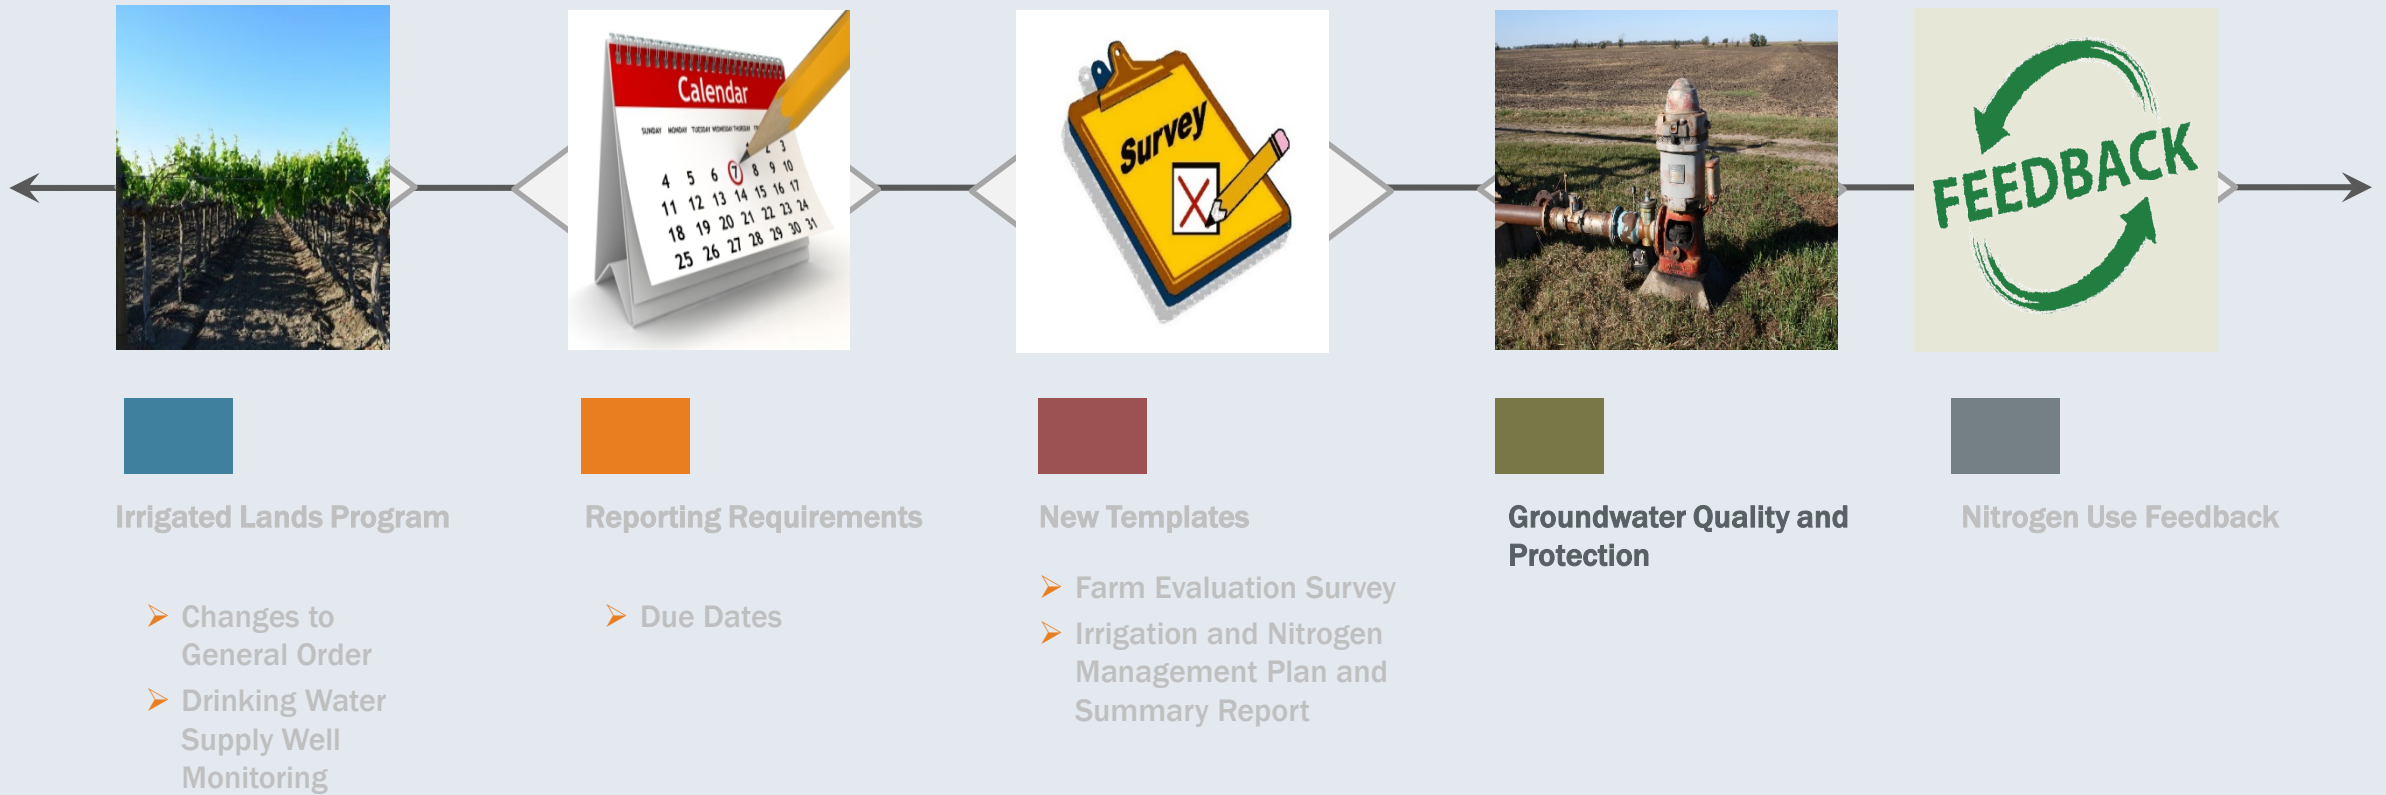 Calendar
SUNDAY MONDAY TUESDAY WEDNESDAY THURSDAY
1 2 3
4 5 6 7 8 9 10
11 12 13 14 15 16 17
18 19 20 21 22 23 24
25 26 27 28 29 30 31
Survey
FEEDBACK
Irrigated Lands Program
Changes to
General Order
Drinking Water
Supply Well
Monitoring
Reporting Requirements
Due Dates
New Templates
Farm Evaluation Survey
Irrigation and Nitrogen
Management Plan and
Summary Report
Groundwater Quality and
Protection
Nitrogen Use Feedback